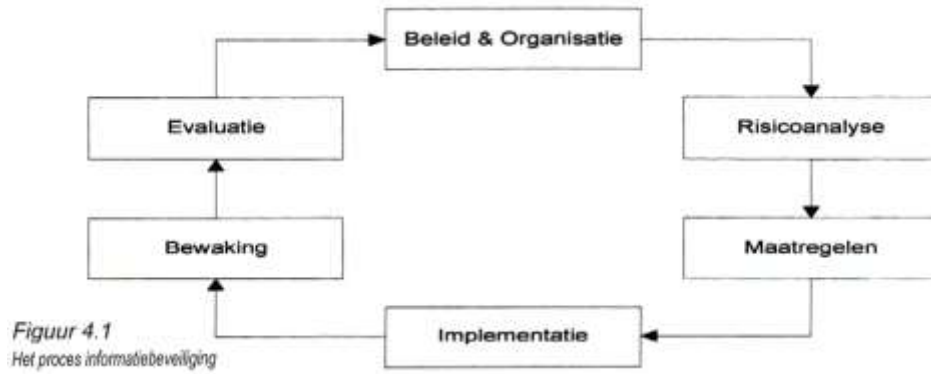 Beleid & Organisatie
Evaluatie
Risicoanalyse
Bewaking
Maatregelen
Implementatie
Figuur 4.1
Het proces informatiebeveiliging